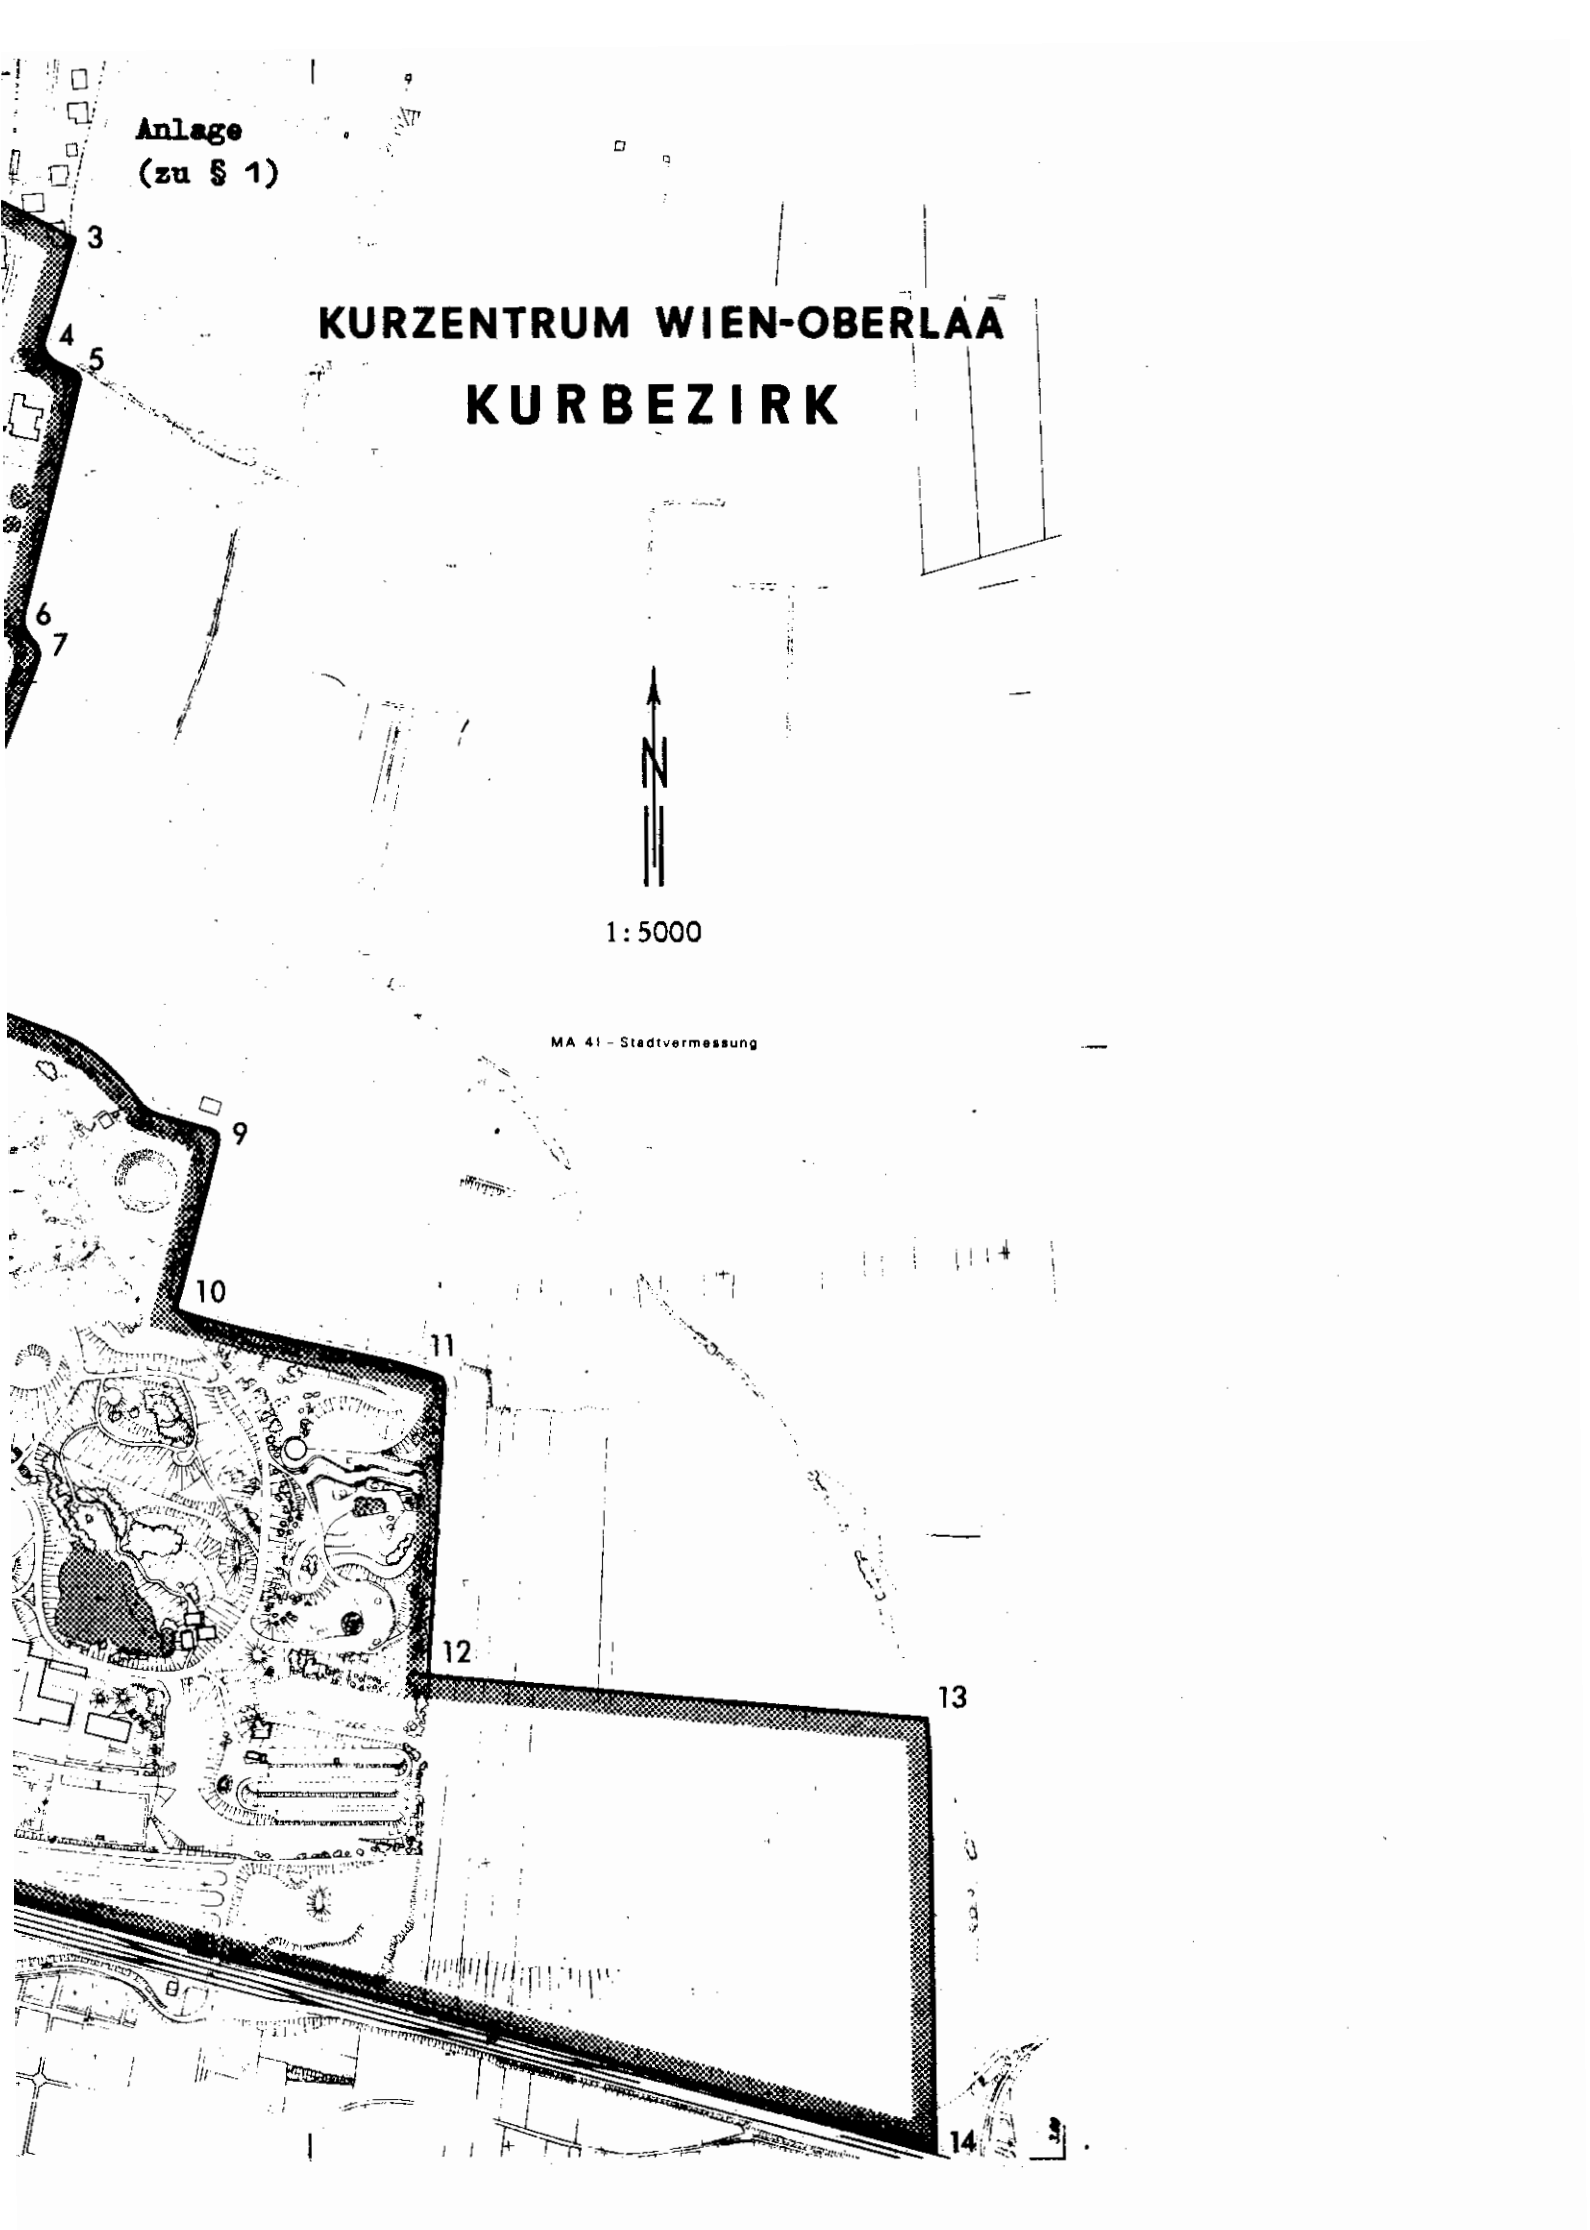 Anlage
(zu § 1)
3
KURZENTRUM WIEN-OBERLAA
4
5
KURBEZIRK
6
7
N
1:5000
MA 41 - Stadtvermessung
9
10
11
12
13
14